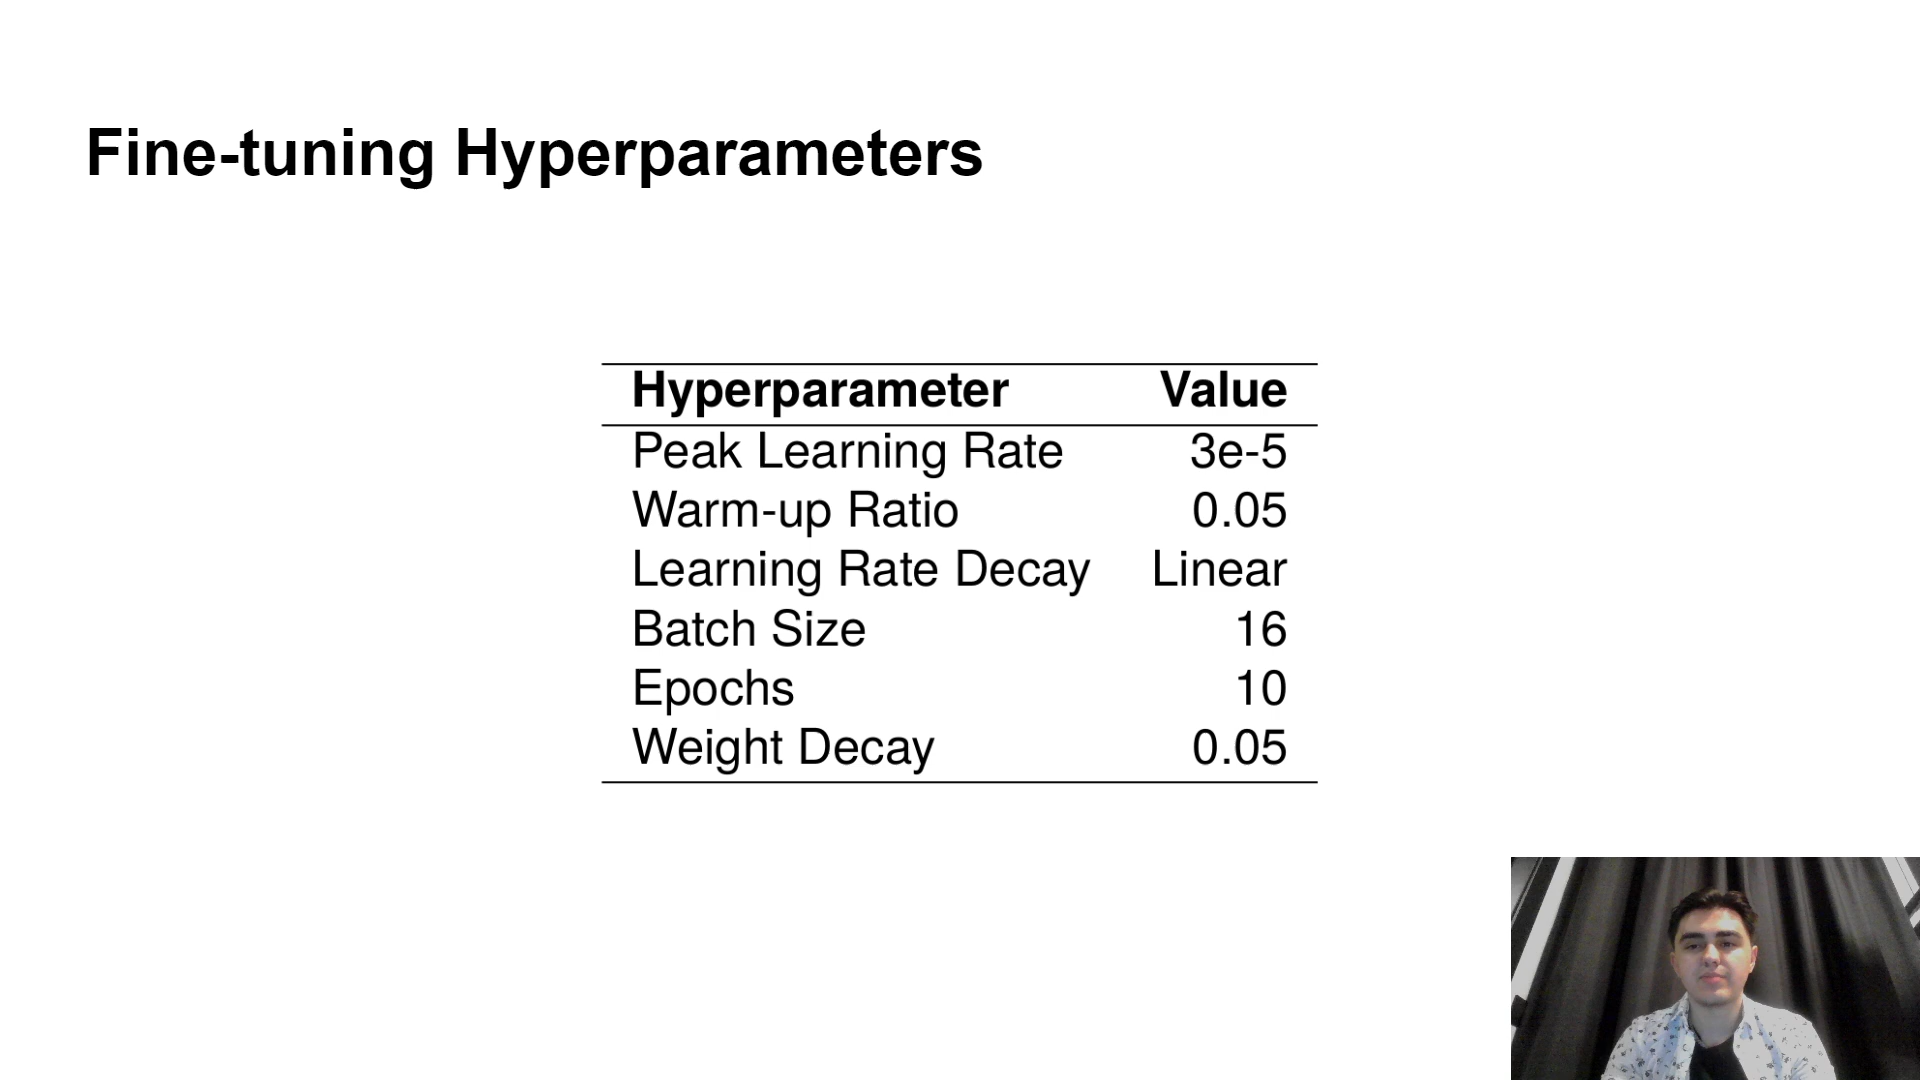 Fine-tuning Hyperparameters
Hyperparameter Value
Peak Learning Rate 3e-5
Warm-up Ratio 0.05
Learning Rate Decay Linear
Batch Size 16
Epochs 10
Weight Decay 0.05